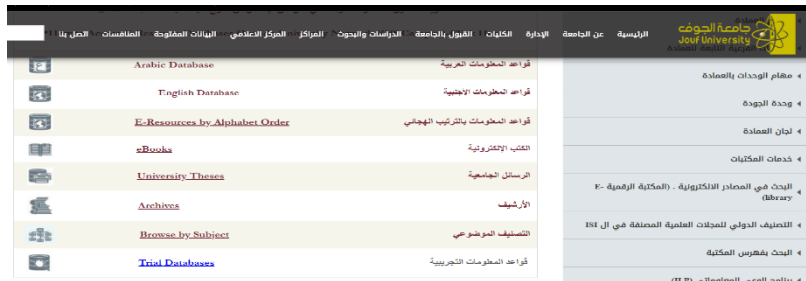 جامعة الجوف
Jouf University
الرئيسية عن الجامعة الإدارة الكليات القبول بالجامعة الدراسات والبحوث المراكز المركز الاعلامي البيانات المفتوحة المنافسات اتصل بنا
قواعد المعلومات العربية Arabic Database
قواعد المعلومات الاجنبية English Database
قواعد المعلومات بالترتيب الهجائي E-Resources by Alphabet Order
الكتب الالكترونية eBooks
الرسائل الجامعية University Theses
الأرشيف Archives
التصنيف الموضوعي Browse by Subject
قواعد المعلومات التجريبية Trial Databases
مهام الوحدات بالعمادة
وحدة الجودة
لجان العمادة
خدمات المكتبات
البحث في المصادر الالكترونية . (المكتبة الرقمية E-
library)
التصنيف الدولي للمجلات العلمية المصنفة في ال ISI
البحث بفهرس المكتبة